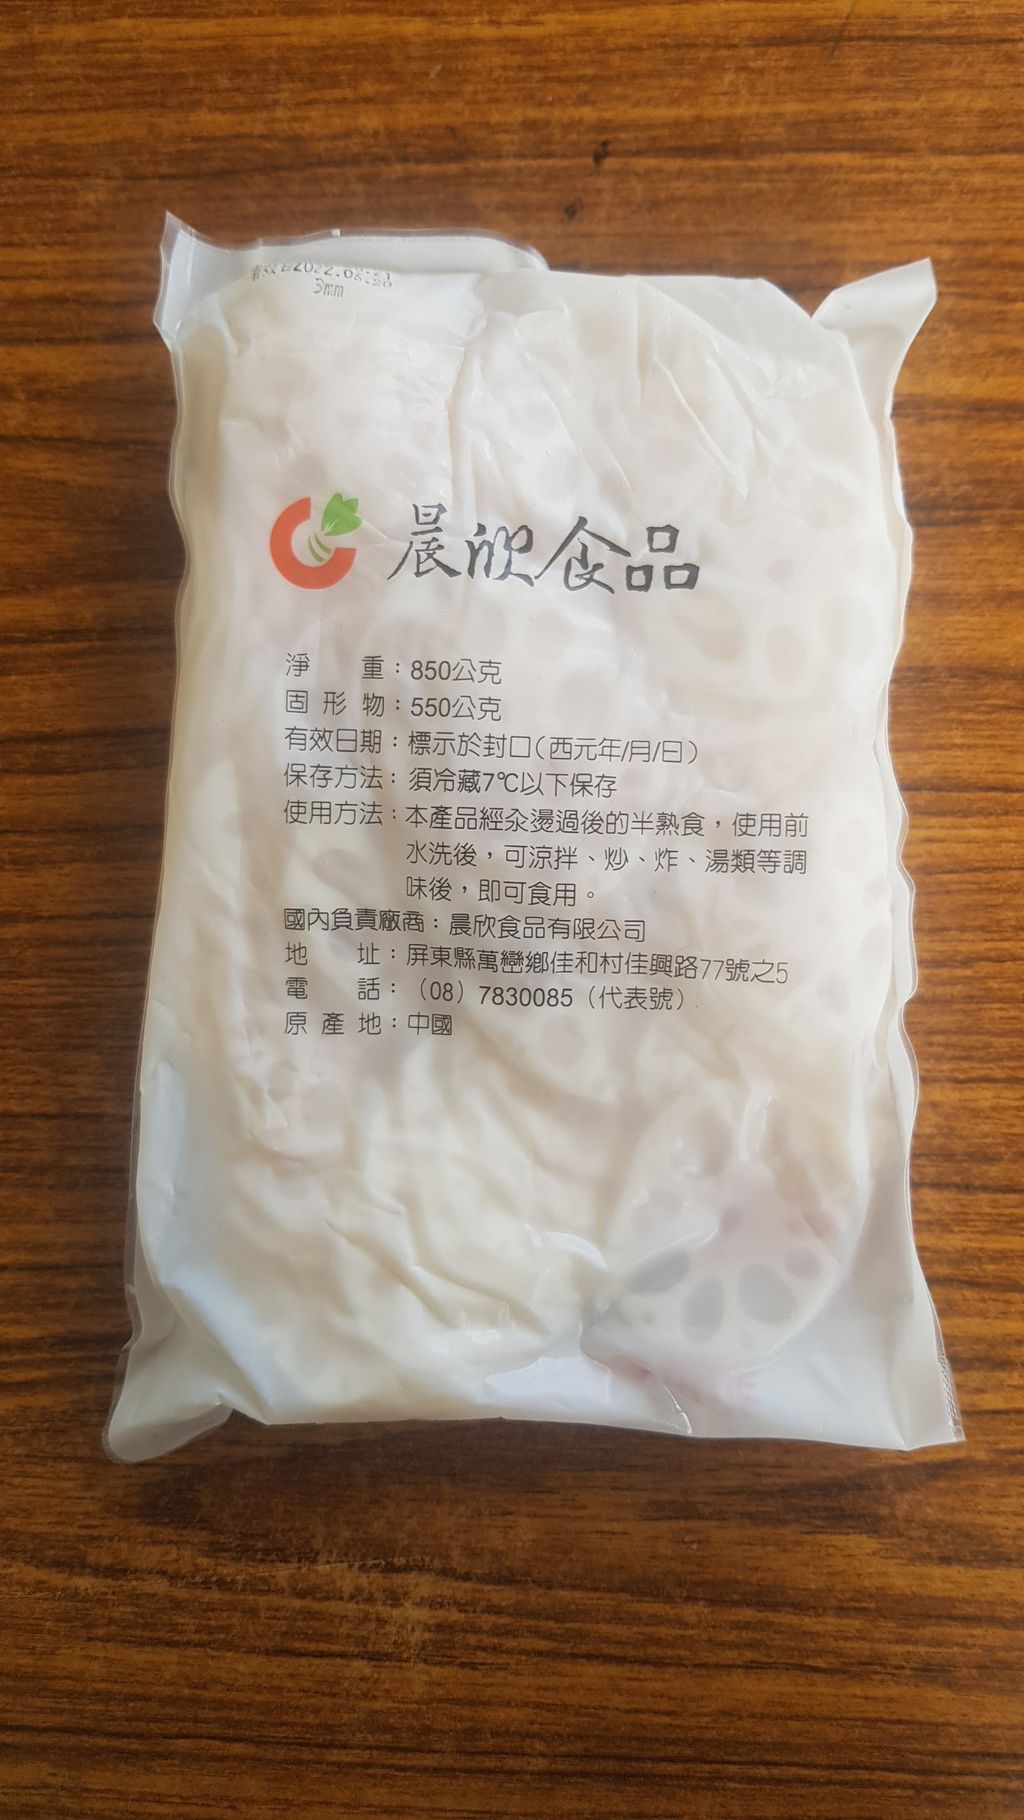 3mm
晨欣食品
淨重：850公克
固形物：550公克
有效日期：標示於封口(西元年/月/日)
保存方法：須冷藏7℃以下保存
使用方法：本產品經汆燙過後的半熟食，使用前
水洗後，可涼拌、炒、炸、湯類等調
味後，即可食用。
國內負責廠商：晨欣食品有限公司
地址：屏東縣萬巒鄉佳和村佳興路77號之5
電話：(08) 7830085 (代表號)
原產地：中國